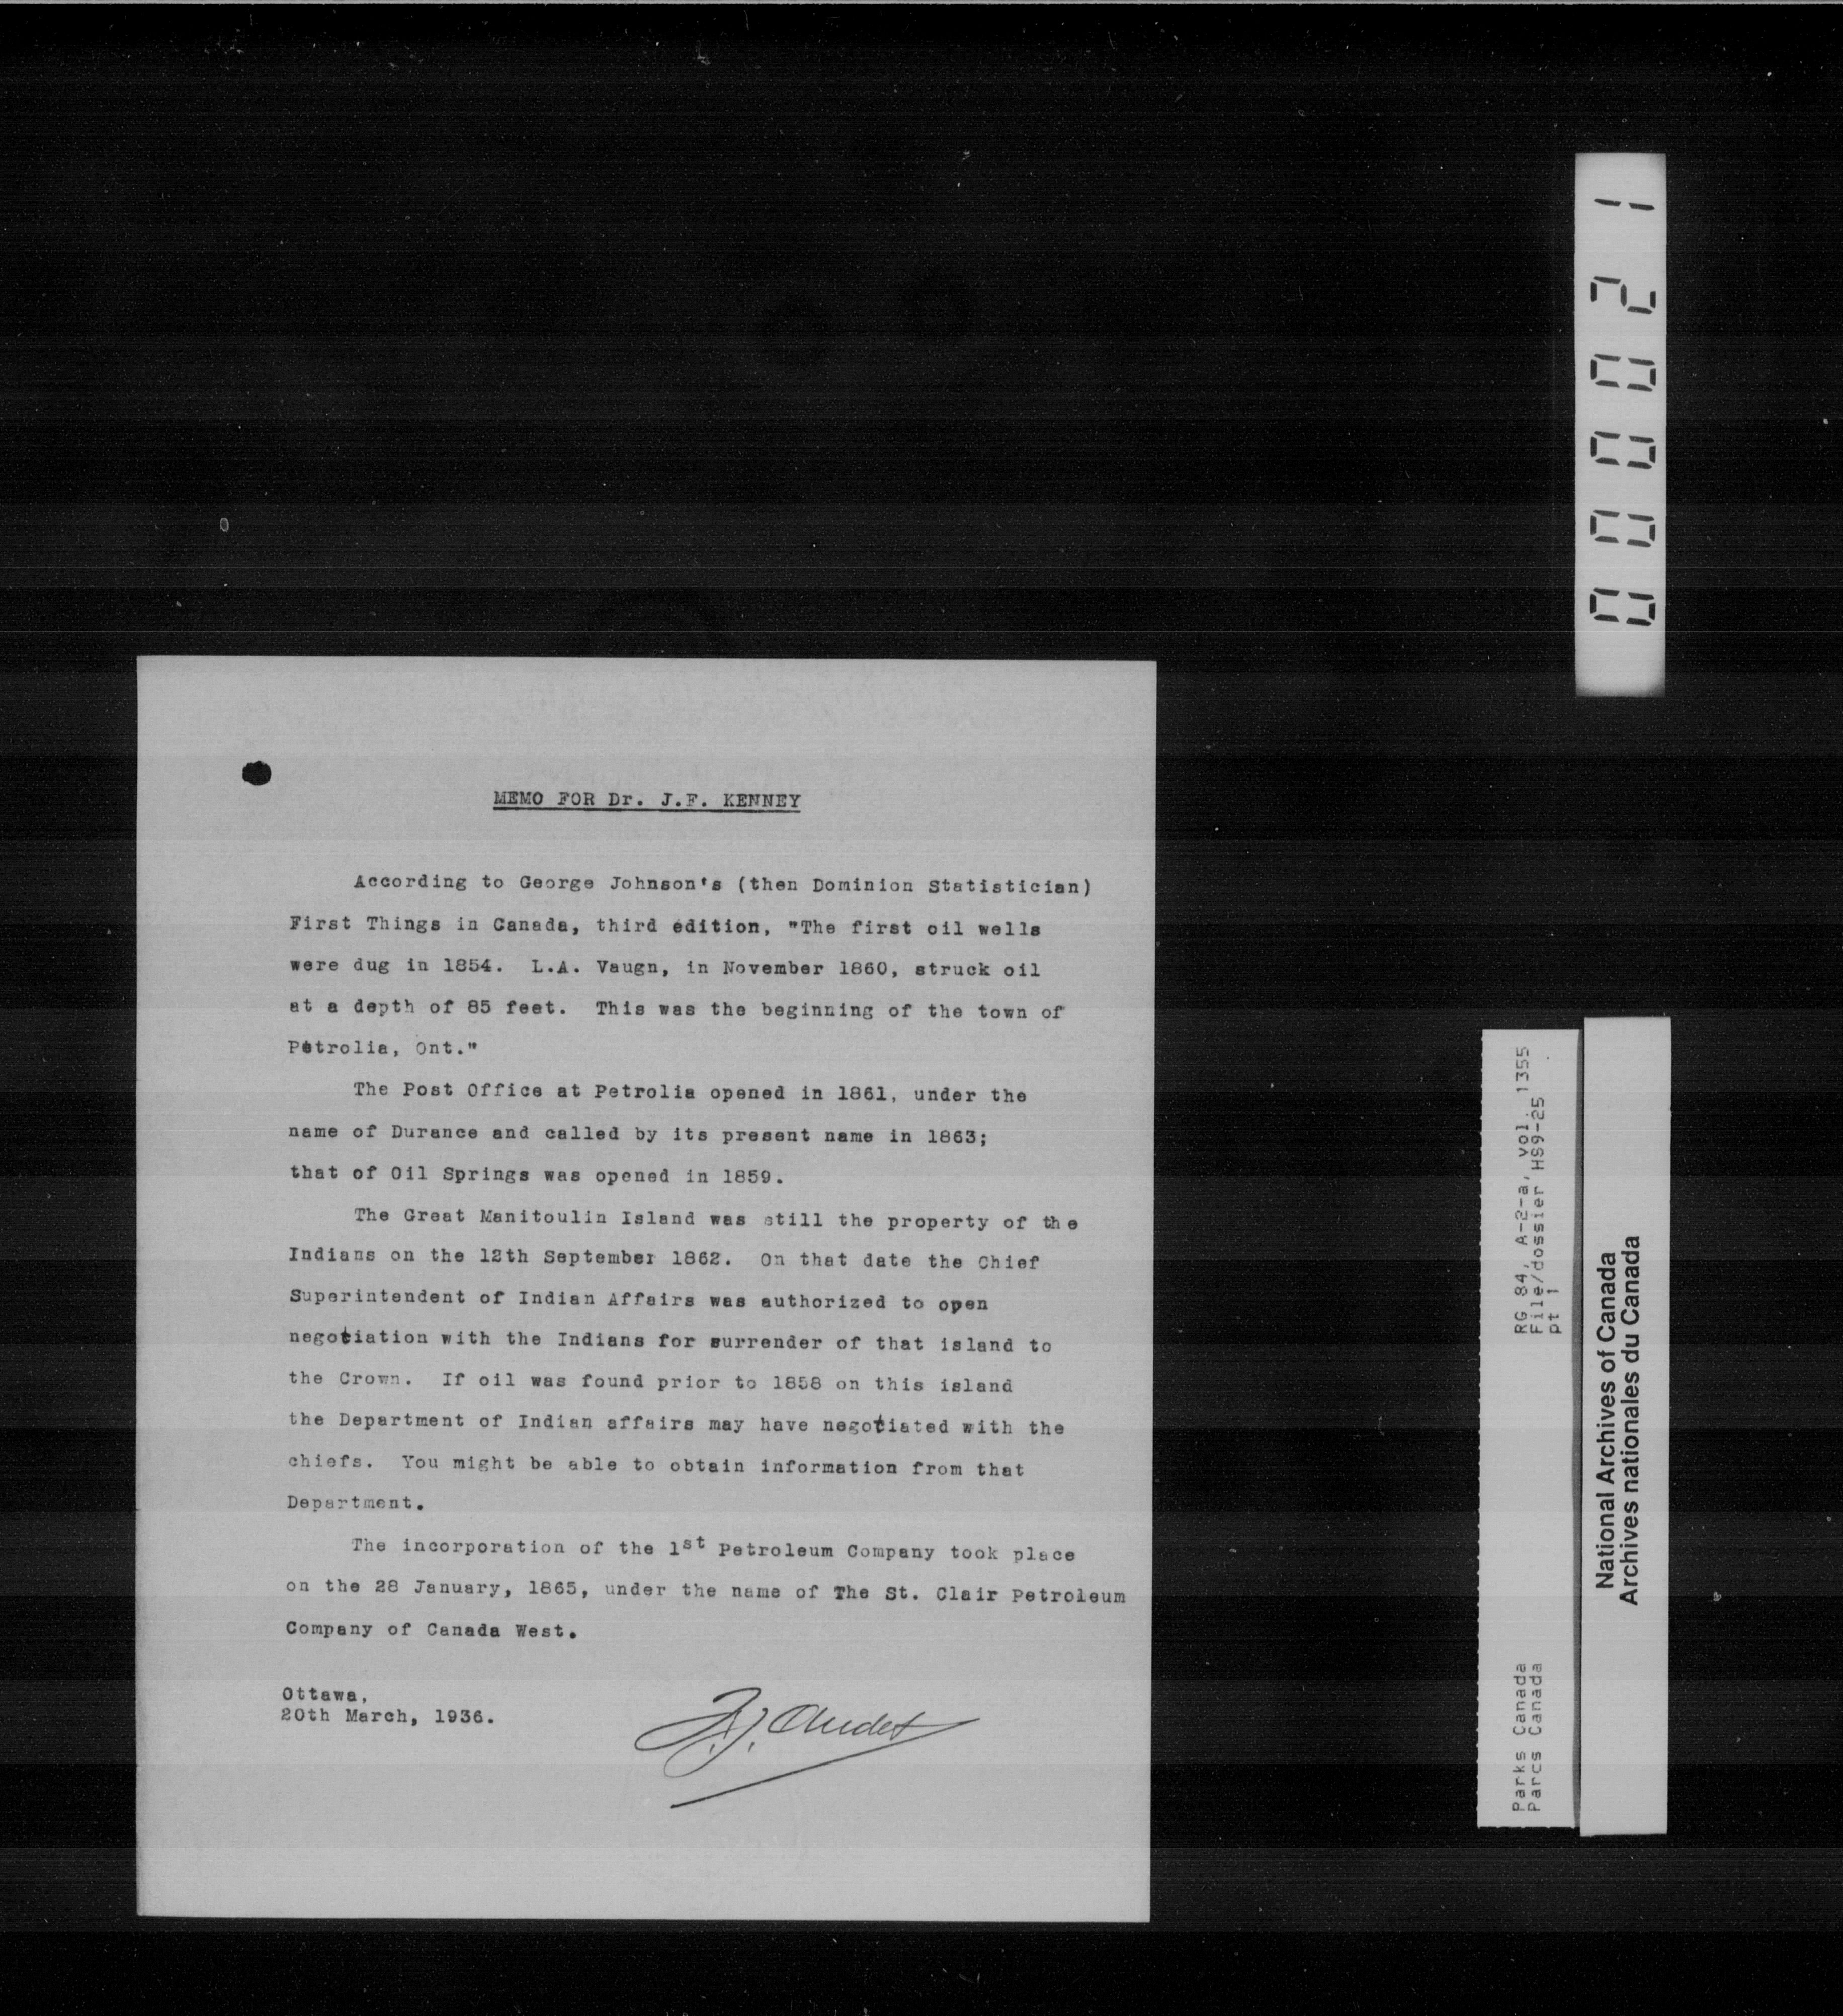 MEMO FOR Dr. J.F. KENNEY
According to George Johnson's (then Dominion Statistician)
First Things in Canada, third edition, "The first oil wells
were dug in 1854. L.A. Vaugn, in November 1860, struck oil
at a depth of 85 feet. This was the beginning of the town of
Petrolia, Ont."
The Post Office at Petrolia opened in 1861, under the
name of Durance and called by its present name in 1863;
that of Oil Springs was opened in 1859.
The Great Manitoulin Island was still the property of the
Indians on the 12th September 1862. On that date the Chief
Superintendent of Indian Affairs was authorized to open
negotiation with the Indians for surrender of that island to
the Crown. If oil was found prior to 1858 on this island
the Department of Indian affairs may have negotiated with the
chiefs. You might be able to obtain information from that
Department.
The incorporation of the 1st Petroleum Company took place
on the 28 January, 1865, under the name of The St. Clair Petroleum
Company of Canada West.
Ottawa,
20th March, 1936.
F.J. Audet
000021
RG 84, A-2-a, vol. 1355
File/dossier HS9-25
pt 1
Parks Canada
Parcs Canada
National Archives of Canada
Archives nationales du Canada